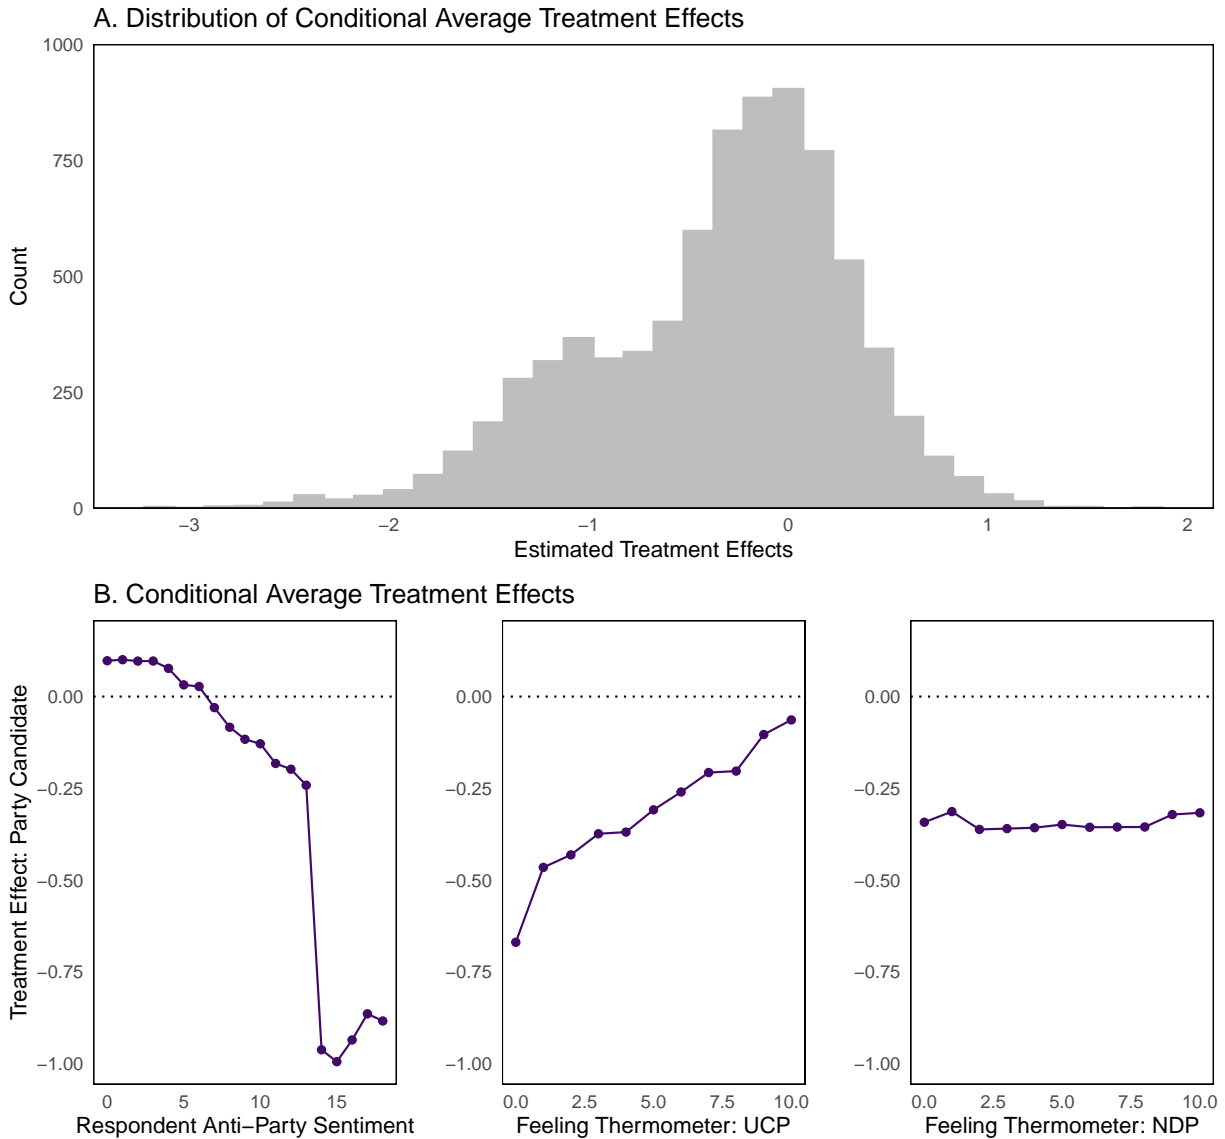 A. Distribution of Conditional Average Treatment Effects
1000
750
500
250
0
Count
−3 −2 −1 0 1 2
Estimated Treatment Effects
B. Conditional Average Treatment Effects
Treatment Effect: Party Candidate
0.00
−0.25
−0.50
−0.75
−1.00
0 5 10 15
Respondent Anti−Party Sentiment
0.00
−0.25
−0.50
−0.75
−1.00
0.0 2.5 5.0 7.5 10.0
Feeling Thermometer: UCP
0.00
−0.25
−0.50
−0.75
−1.00
0.0 2.5 5.0 7.5 10.0
Feeling Thermometer: NDP